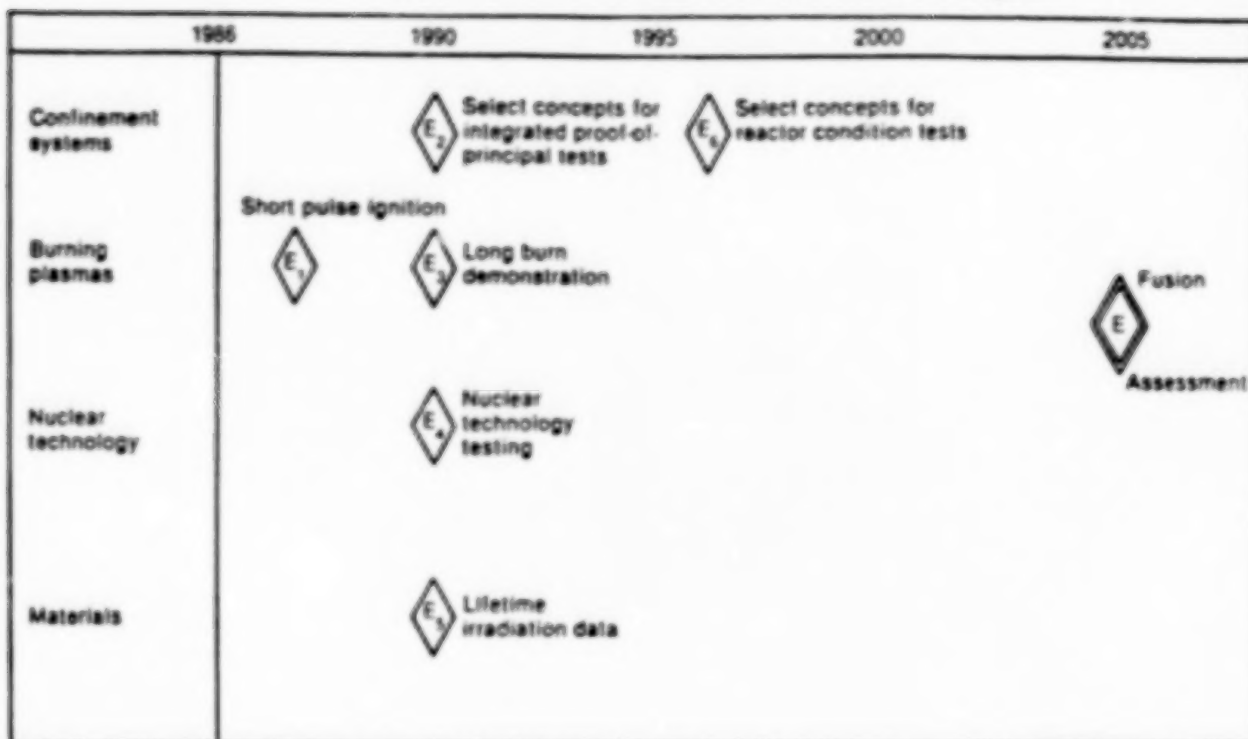 1986 1990 1995 2000 2005
Confinement
systems
E2
Select concepts for
integrated proof-of-
principal tests
E6
Select concepts for
reactor condition tests
Short pulse ignition
Burning
plasmas
E1
E3
Long burn
demonstration
Fusion
E
Assessment
Nuclear
technology
E4
Nuclear
technology
testing
Materials
E5
Lifetime
irradiation data